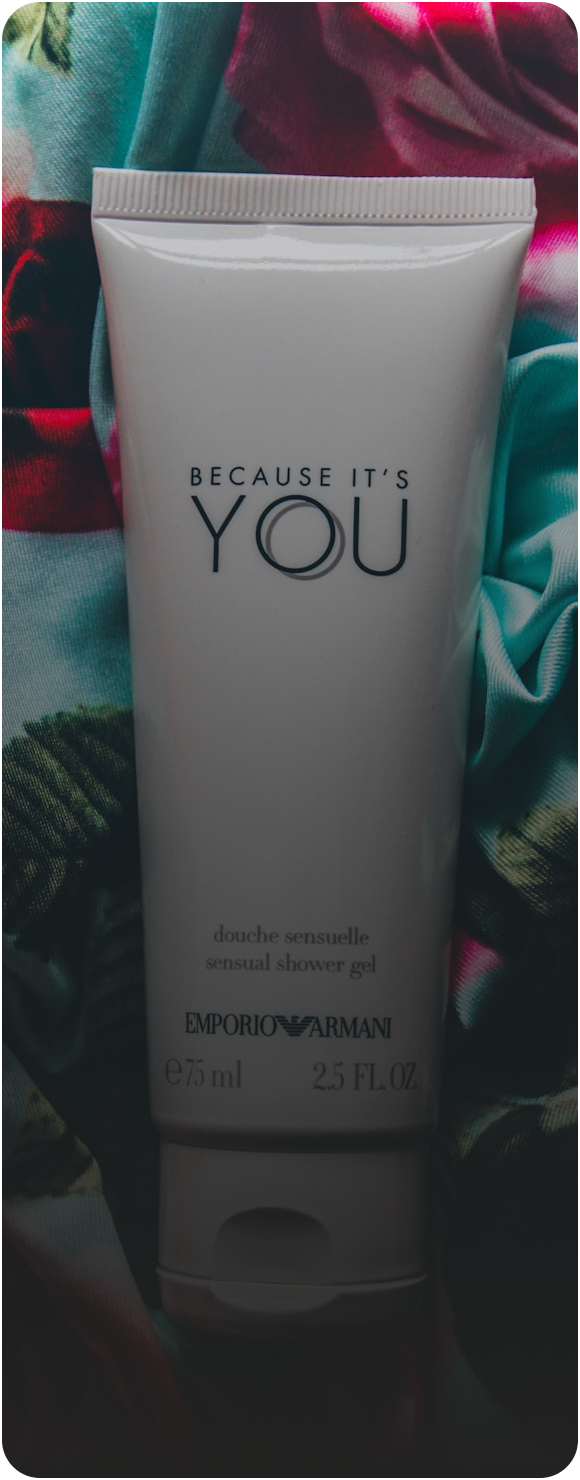 BECAUSE IT'S
YOU
douche sensuelle
sensual shower gel
EMPORIO ARMANI
℮75 ml 2.5 FL. OZ.